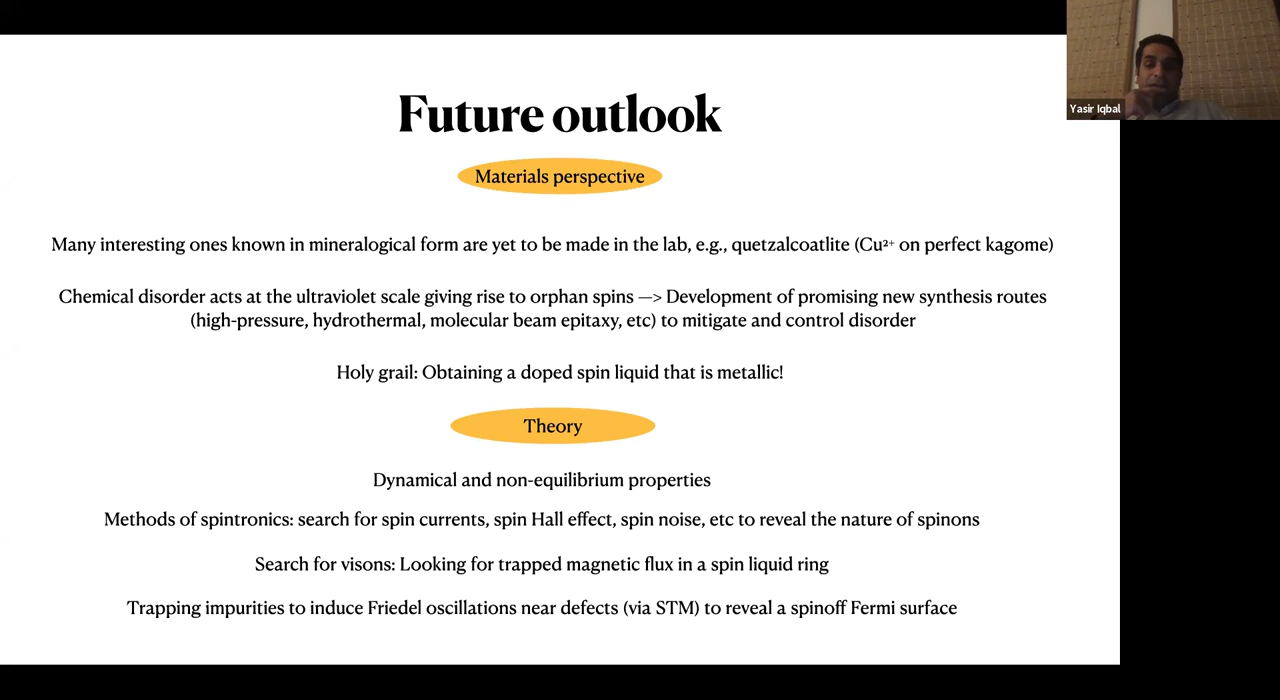 Yasir Iqbal
Future outlook
Materials perspective
Many interesting ones known in mineralogical form are yet to be made in the lab, e.g., quetzalcoatlite (Cu²⁺ on perfect kagome)
Chemical disorder acts at the ultraviolet scale giving rise to orphan spins —> Development of promising new synthesis routes
(high-pressure, hydrothermal, molecular beam epitaxy, etc) to mitigate and control disorder
Holy grail: Obtaining a doped spin liquid that is metallic!
Theory
Dynamical and non-equilibrium properties
Methods of spintronics: search for spin currents, spin Hall effect, spin noise, etc to reveal the nature of spinons
Search for visons: Looking for trapped magnetic flux in a spin liquid ring
Trapping impurities to induce Friedel oscillations near defects (via STM) to reveal a spinoff Fermi surface